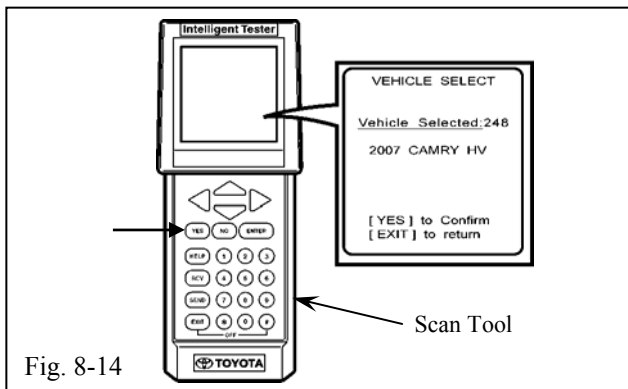 Intelligent Tester
VEHICLE SELECT
Vehicle Selected:248
2007 CAMRY HV
[YES] to Confirm
[EXIT] to return
YES NO ENTER
HELP 1 2 3
RCV 4 5 6
SEND 7 8 9
EXIT * 0 #
OFF
Scan Tool
TOYOTA
Fig. 8-14